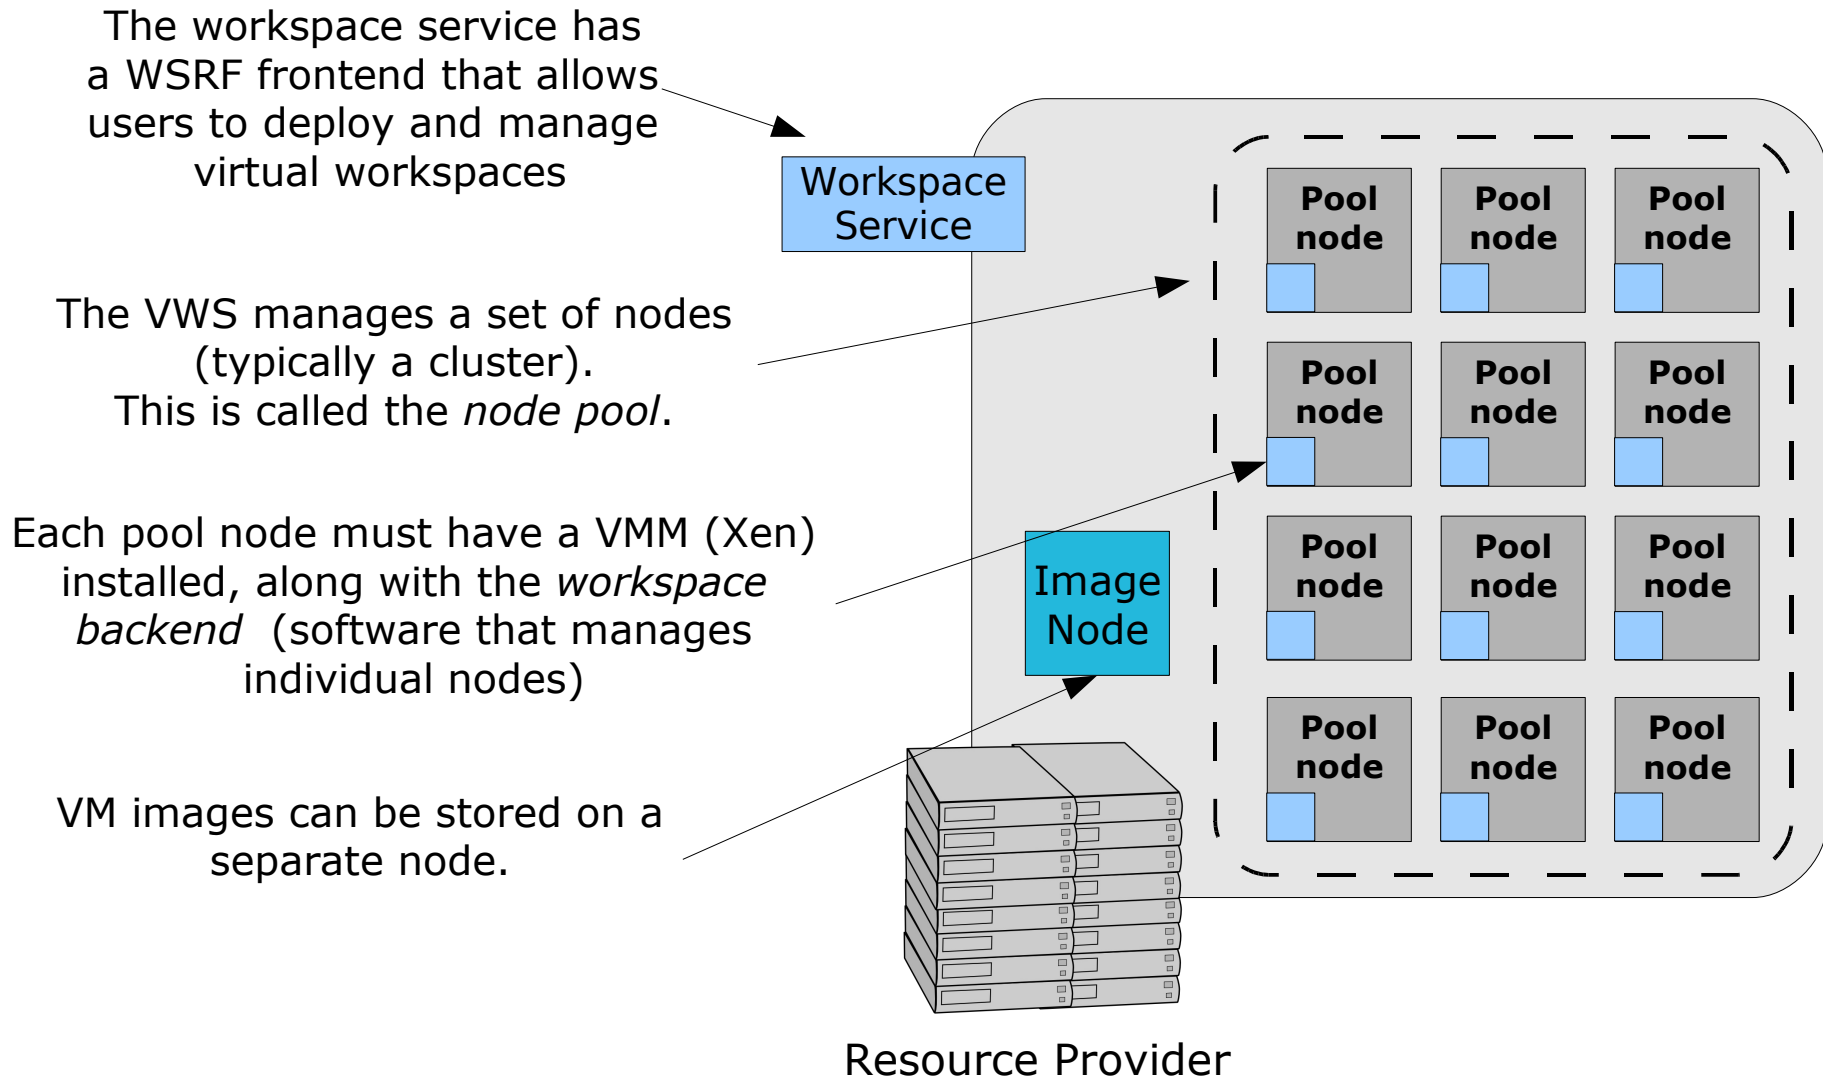 The workspace service has
a WSRF frontend that allows
users to deploy and manage
virtual workspaces
The VWS manages a set of nodes
(typically a cluster).
This is called the node pool.
Each pool node must have a VMM (Xen)
installed, along with the workspace
backend (software that manages
individual nodes)
VM images can be stored on a
separate node.
Workspace
Service
Image
Node
Pool
node
Pool
node
Pool
node
Pool
node
Pool
node
Pool
node
Pool
node
Pool
node
Pool
node
Pool
node
Pool
node
Pool
node
Resource Provider